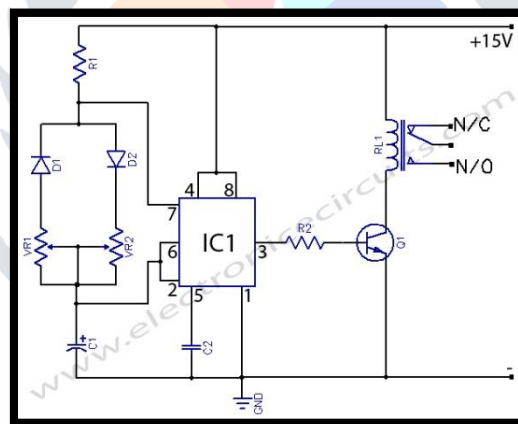 +15V
R1
D1
D2
RL1
N/C
N/O
4
8
7
VR1
VR2
6
IC1
3
R2
Q1
2
5
1
C1
+
C2
-
GND
www.electronicecircuits.com